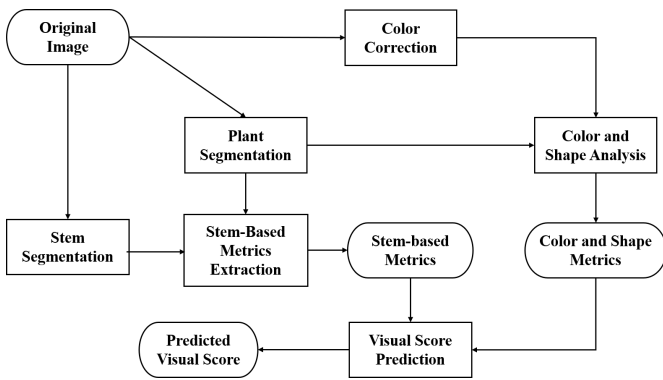 Original
Image
Color
Correction
Plant
Segmentation
Color and
Shape Analysis
Stem
Segmentation
Stem-Based
Metrics
Extraction
Stem-based
Metrics
Color and Shape
Metrics
Predicted
Visual Score
Visual Score
Prediction